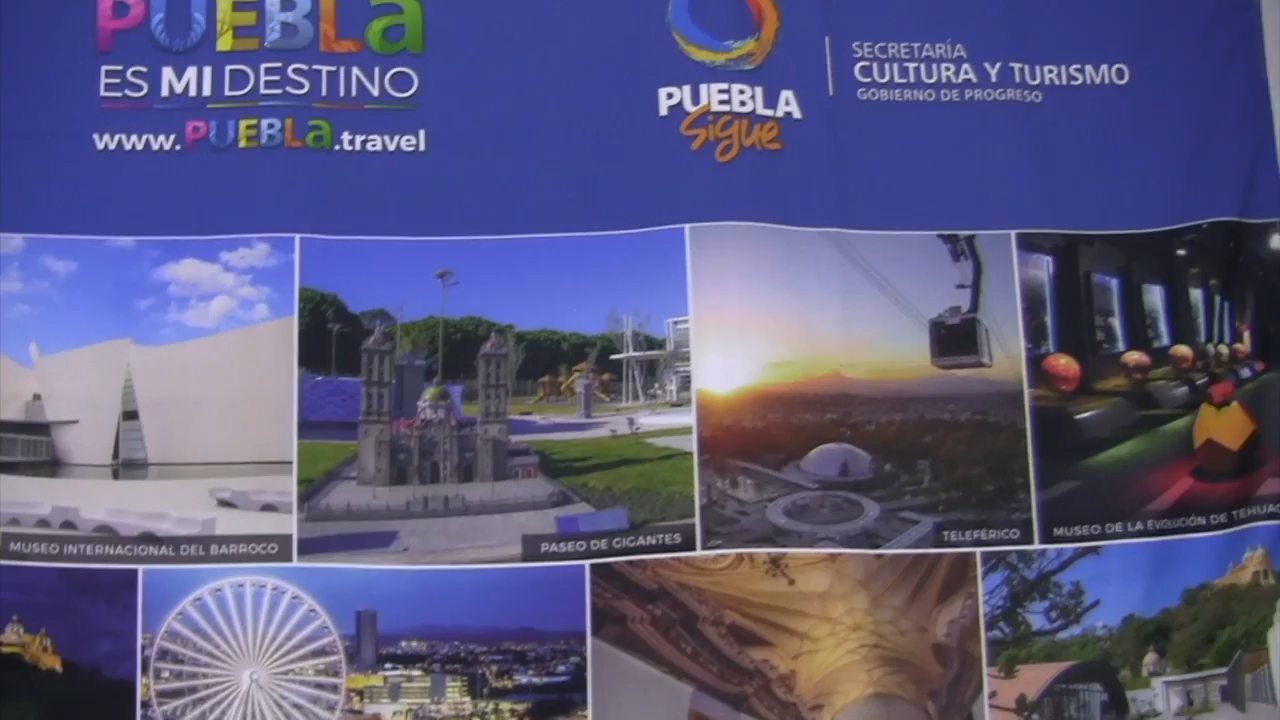 PUEBLa
ES MI DESTINO
www.PUEBLa.travel
PUEBLA
Sigue
SECRETARÍA
CULTURA Y TURISMO
GOBIERNO DE PROGRESO
MUSEO INTERNACIONAL DEL BARROCO
PASEO DE GIGANTES
TELEFÉRICO
MUSEO DE LA EVOLUCIÓN DE